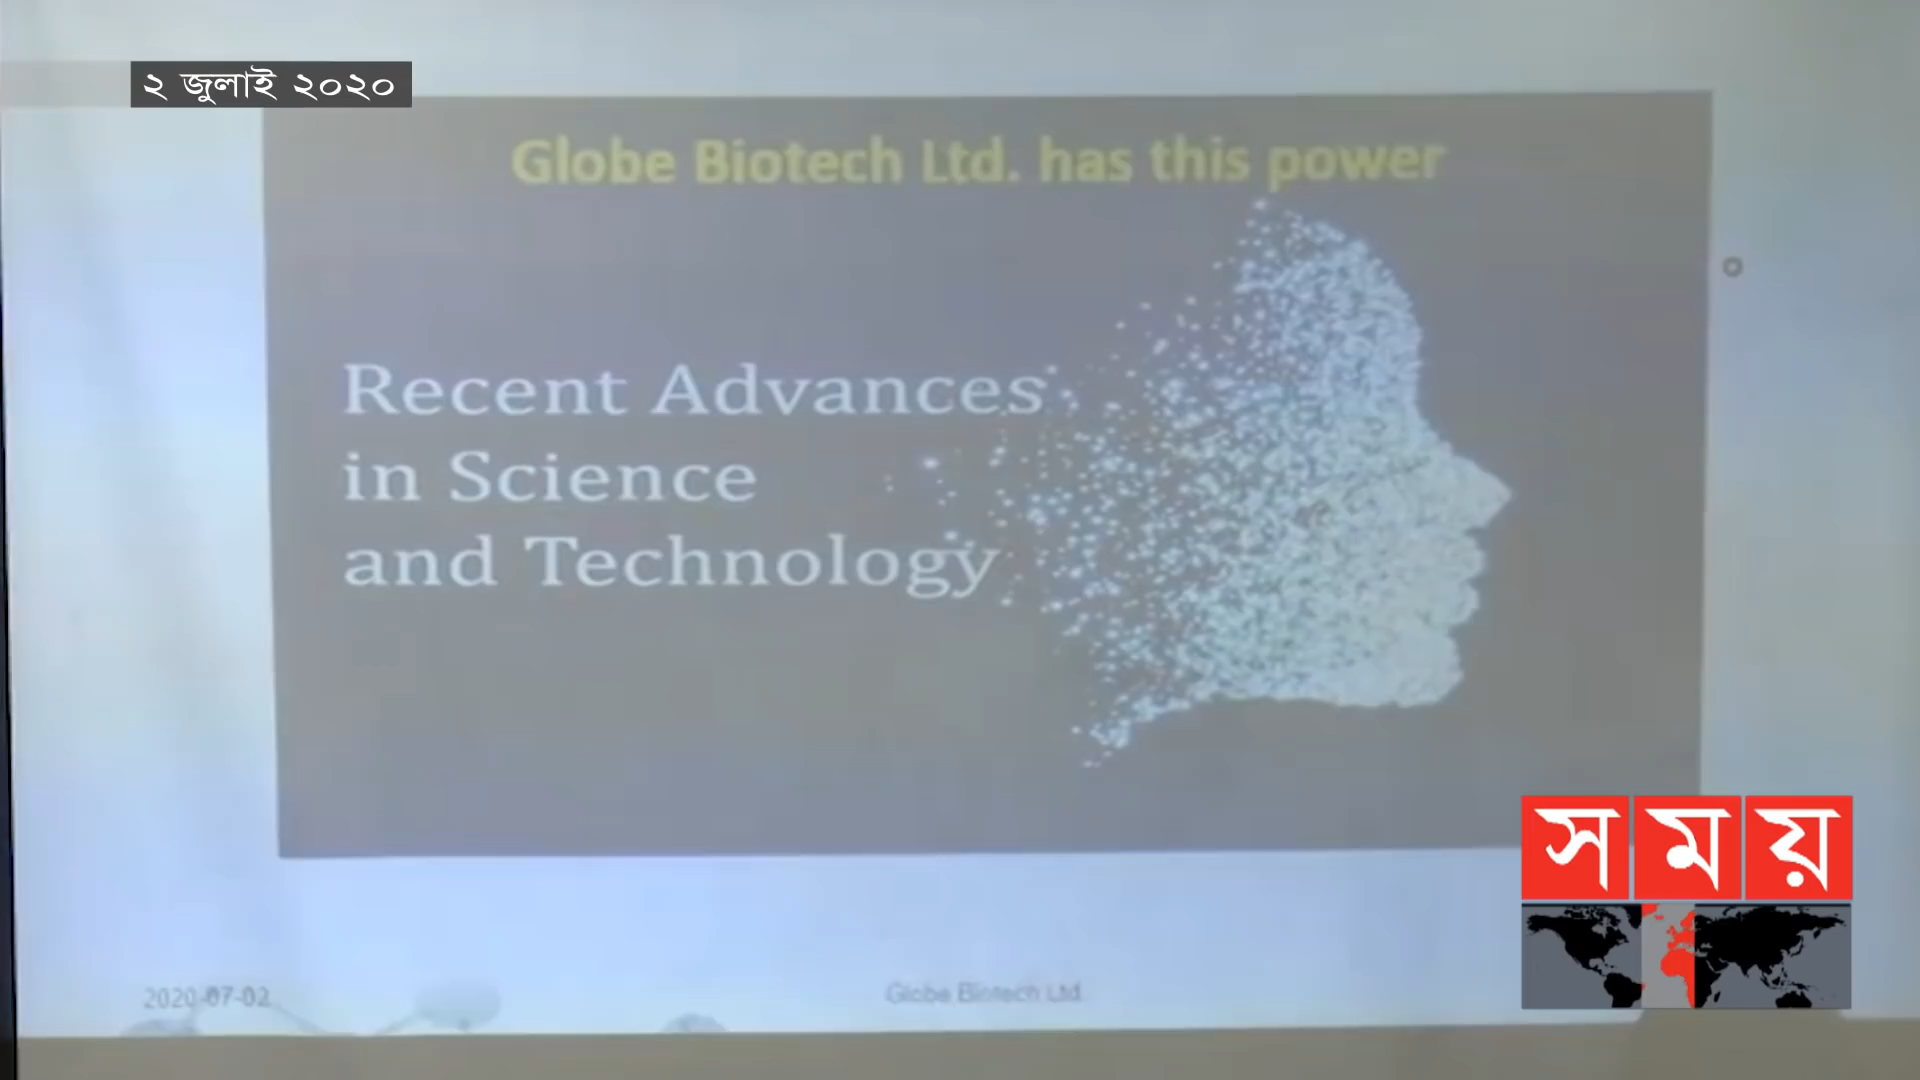 ২ জুলাই ২০২০
Globe Biotech Ltd. has this power
Recent Advances
in Science
and Technology
সময়
2020-07-02
Globe Biotech Ltd.